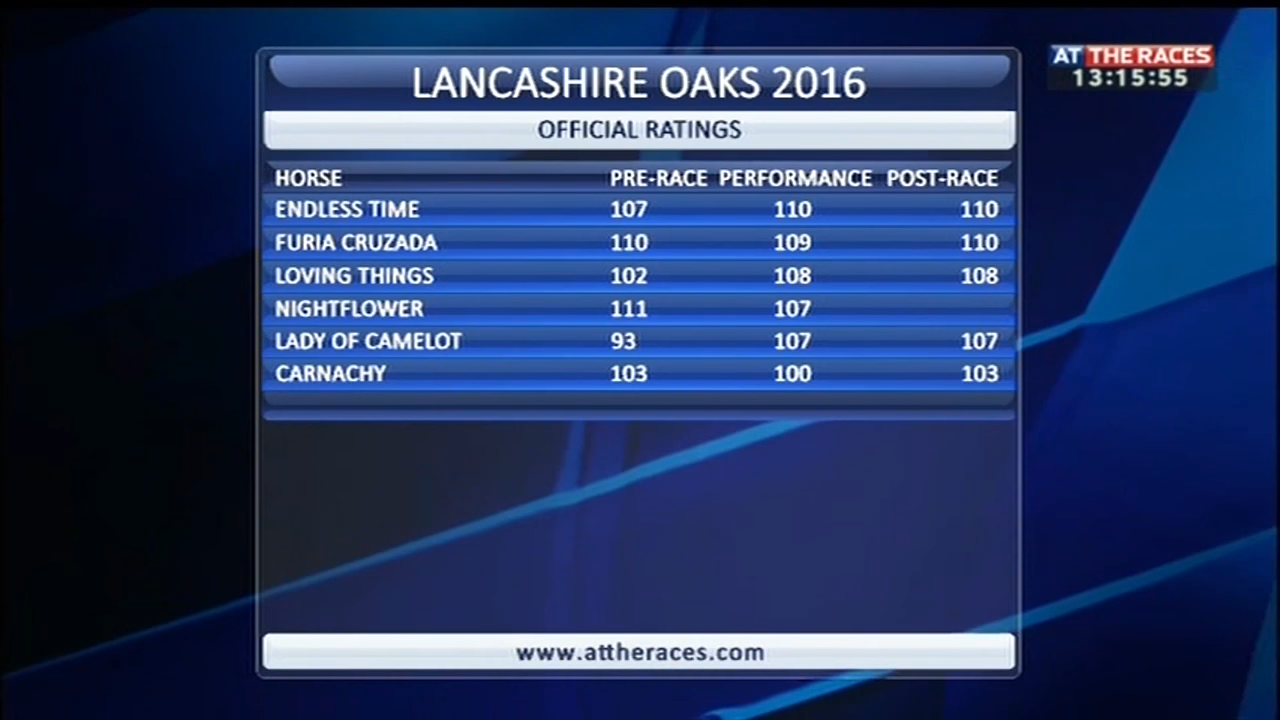 AT THE RACES
13:15:55
LANCASHIRE OAKS 2016
OFFICIAL RATINGS
HORSE PRE-RACE PERFORMANCE POST-RACE
ENDLESS TIME 107 110 110
FURIA CRUZADA 110 109 110
LOVING THINGS 102 108 108
NIGHTFLOWER 111 107
LADY OF CAMELOT 93 107 107
CARNACHY 103 100 103
www.attheraces.com